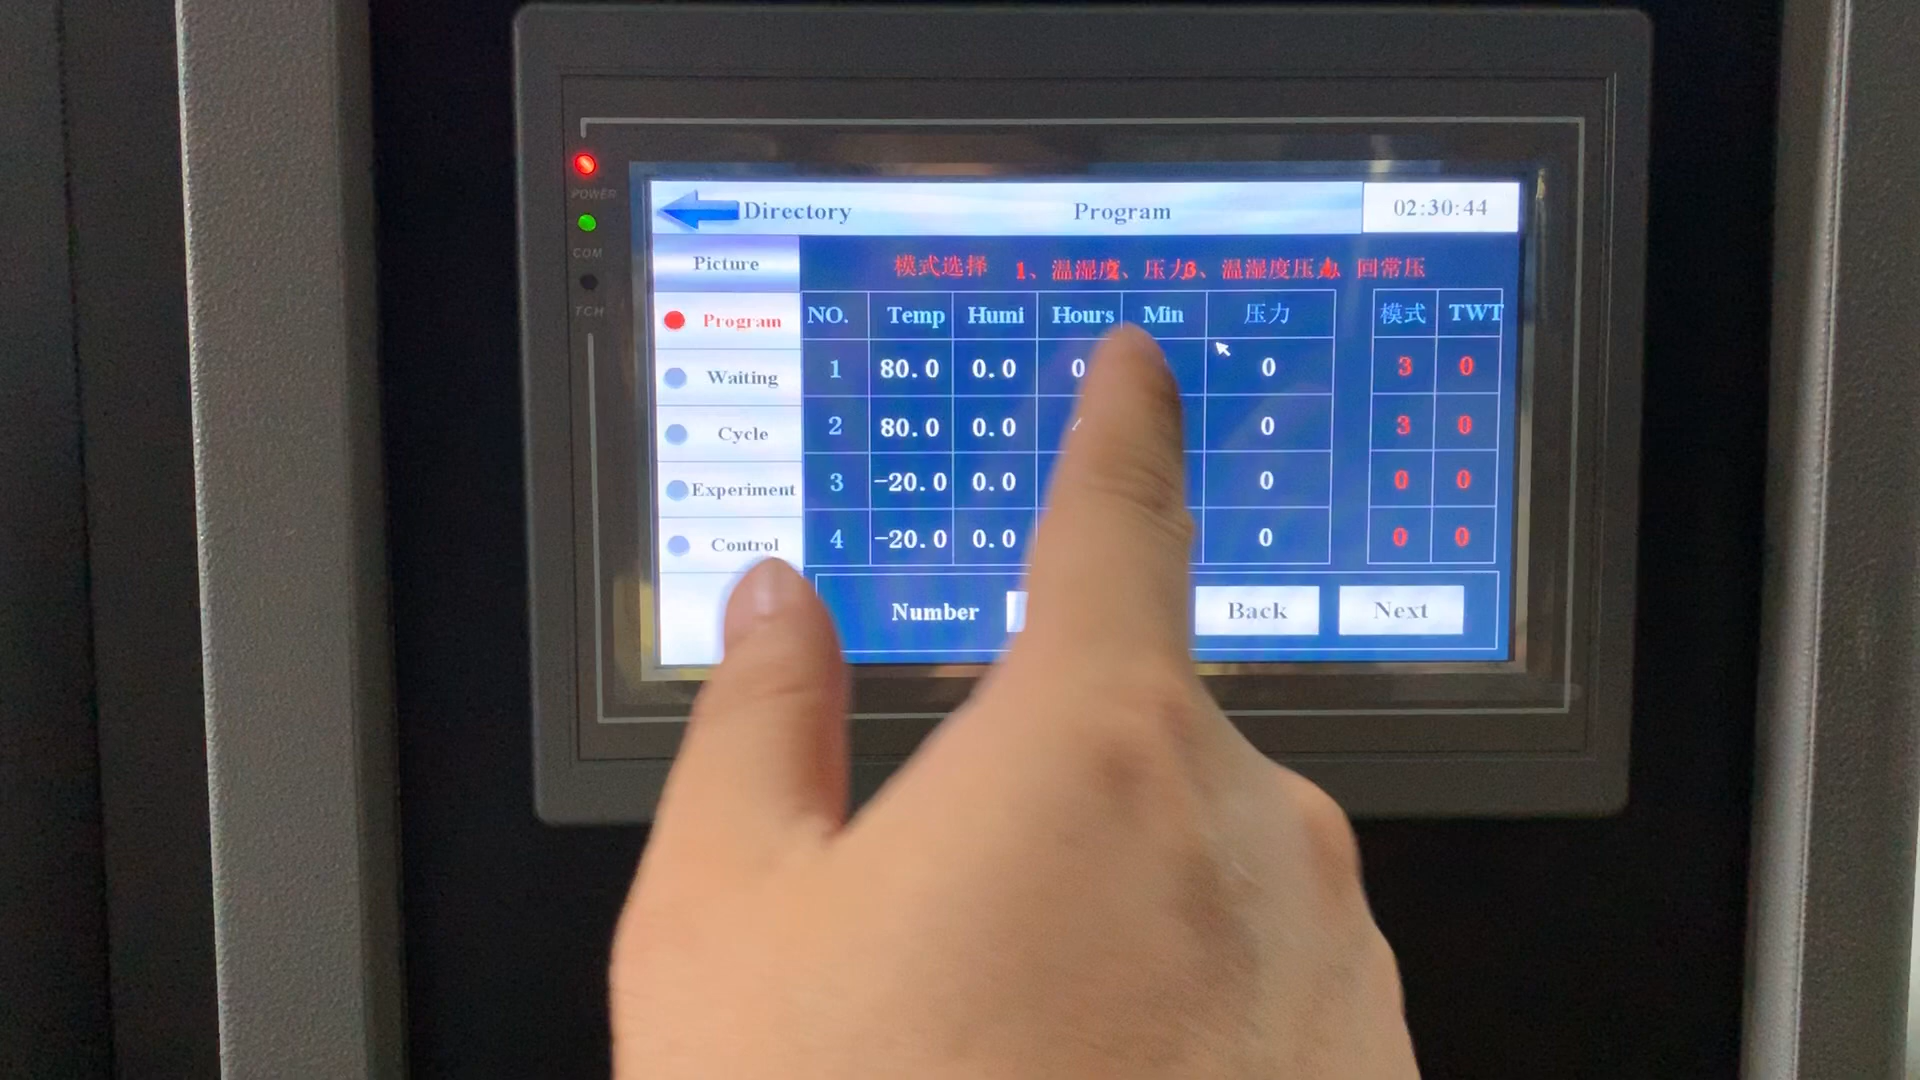 POWER
COM
TCH
Directory Program 02:30:44
Picture
模式选择 1、温湿度、压力3、温湿度压力 回常压
Program
Waiting
Cycle
Experiment
Control
NO. Temp Humi Hours Min 压力 模式 TWT
1 80.0 0.0 0 0 3 0
2 80.0 0.0 0 3 0
3 -20.0 0.0 0 0 0
4 -20.0 0.0 0 0 0
Number Back Next